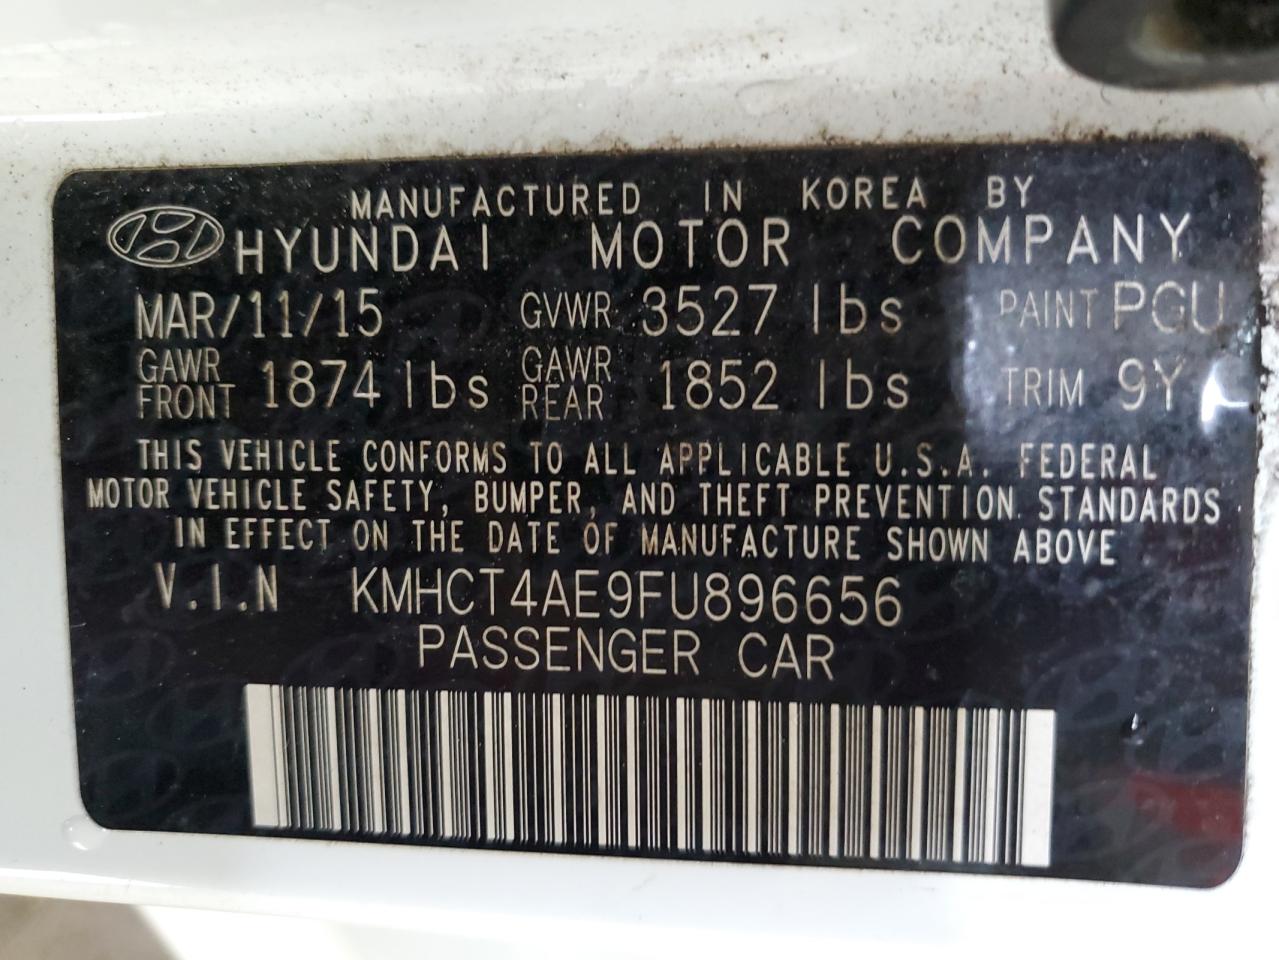 MANUFACTURED IN KOREA BY
HYUNDAI MOTOR COMPANY
MAR/11/15 GVWR 3527 lbs PAINT PGU
GAWR FRONT 1874 lbs GAWR REAR 1852 lbs TRIM 9Y
THIS VEHICLE CONFORMS TO ALL APPLICABLE U.S.A. FEDERAL
MOTOR VEHICLE SAFETY, BUMPER, AND THEFT PREVENTION STANDARDS
IN EFFECT ON THE DATE OF MANUFACTURE SHOWN ABOVE
V.I.N KMHCT4AE9FU896656
PASSENGER CAR